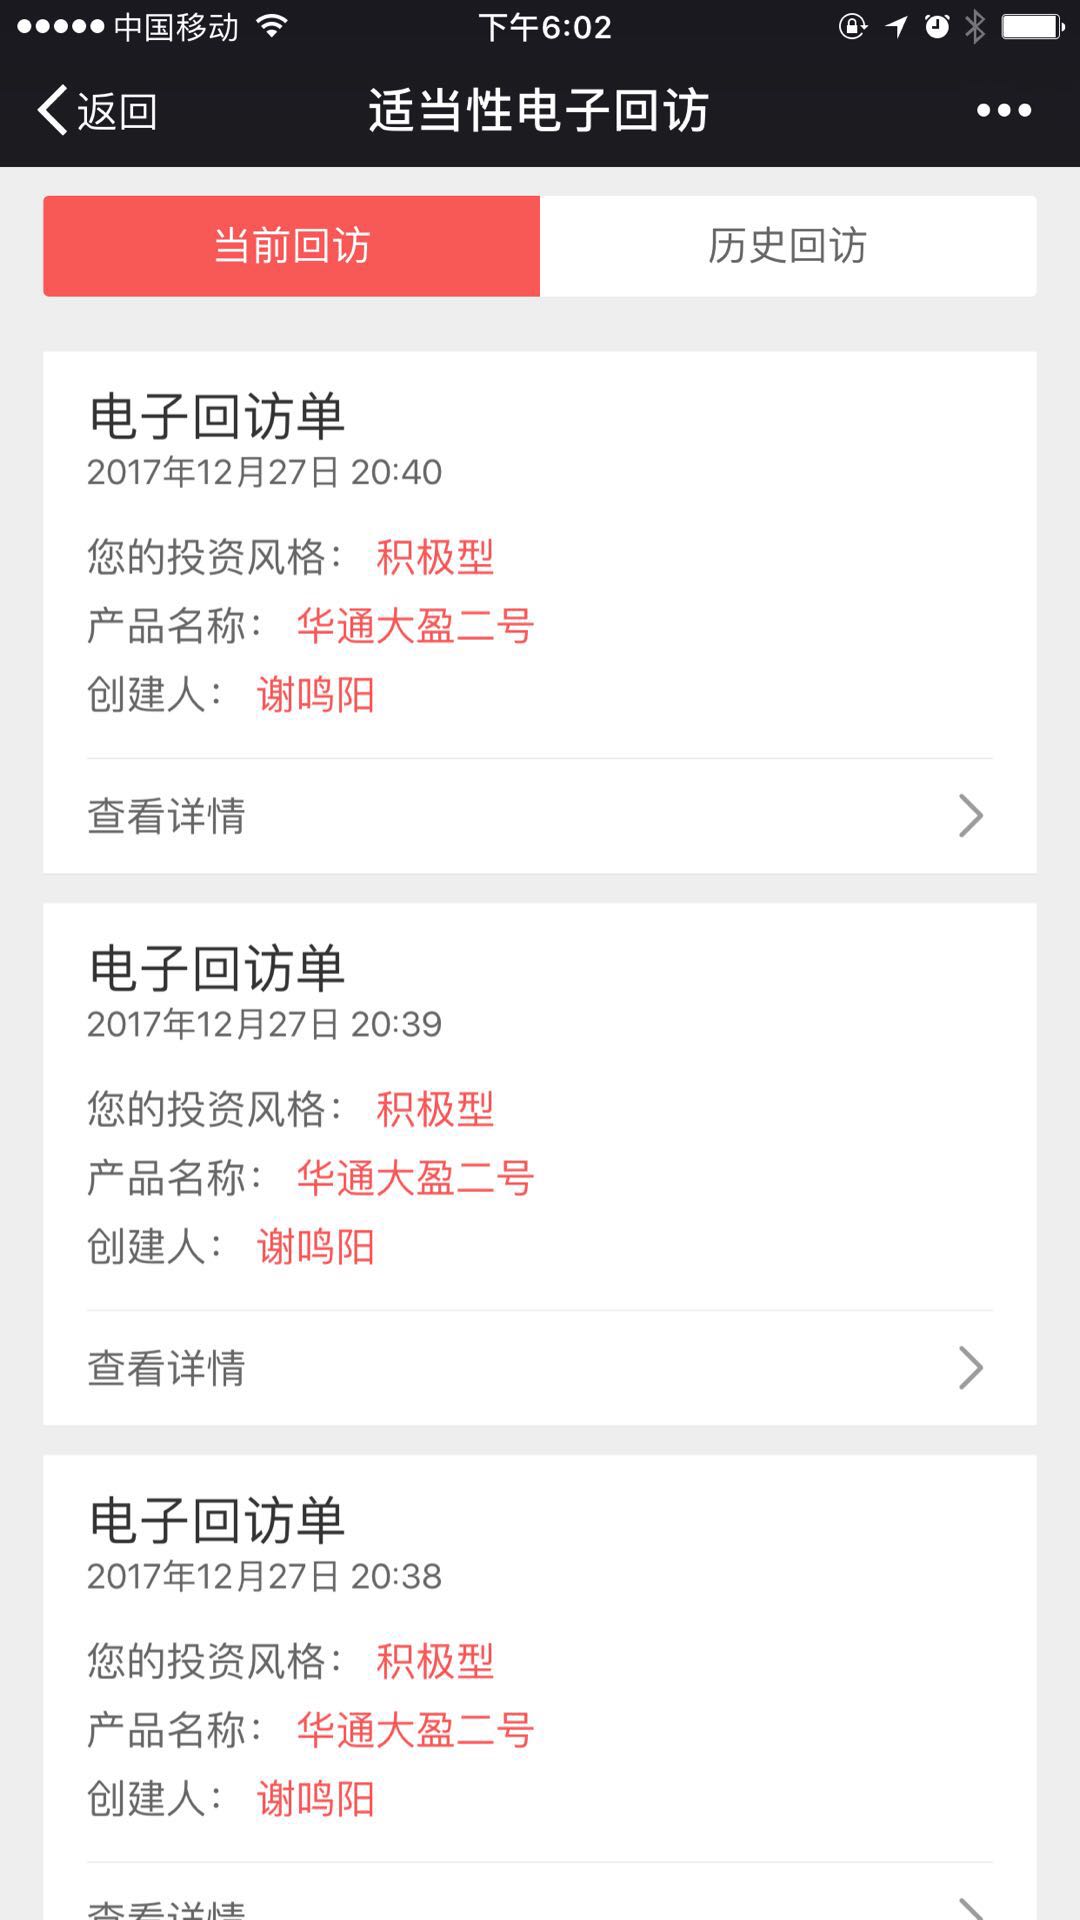 中国移动 下午6:02
返回 适当性电子回访
当前回访 历史回访
电子回访单
2017年12月27日 20:40
您的投资风格： 积极型
产品名称： 华通大盈二号
创建人： 谢鸣阳
查看详情
电子回访单
2017年12月27日 20:39
您的投资风格： 积极型
产品名称： 华通大盈二号
创建人： 谢鸣阳
查看详情
电子回访单
2017年12月27日 20:38
您的投资风格： 积极型
产品名称： 华通大盈二号
创建人： 谢鸣阳
查看详情